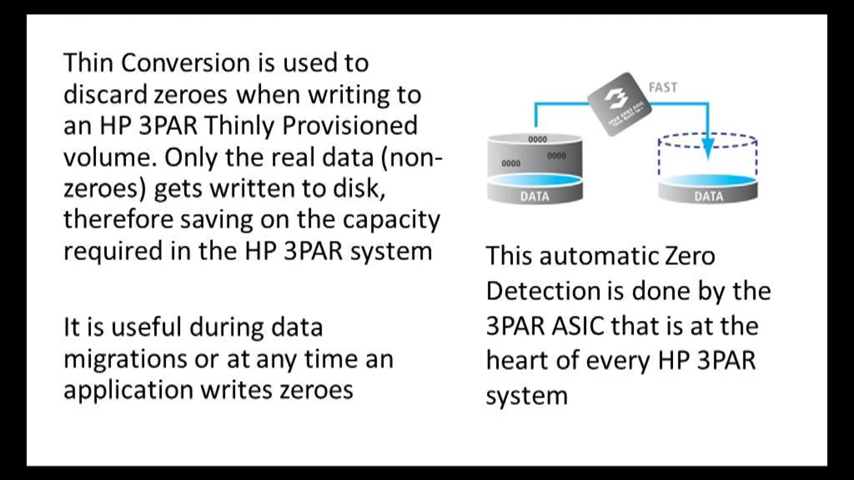 Thin Conversion is used to
discard zeroes when writing to
an HP 3PAR Thinly Provisioned
volume. Only the real data (non-
zeroes) gets written to disk,
therefore saving on the capacity
required in the HP 3PAR system
It is useful during data
migrations or at any time an
application writes zeroes
FAST
0000
0000
0000
DATA
DATA
This automatic Zero
Detection is done by the
3PAR ASIC that is at the
heart of every HP 3PAR
system